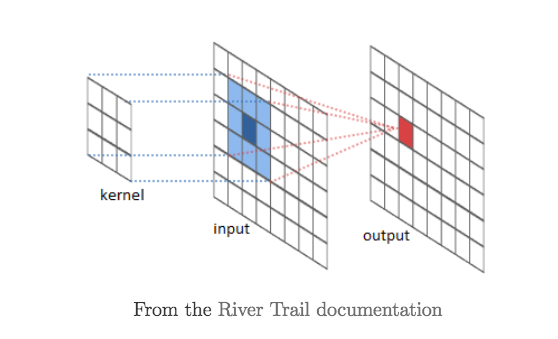 kernel
input
output
From the River Trail documentation